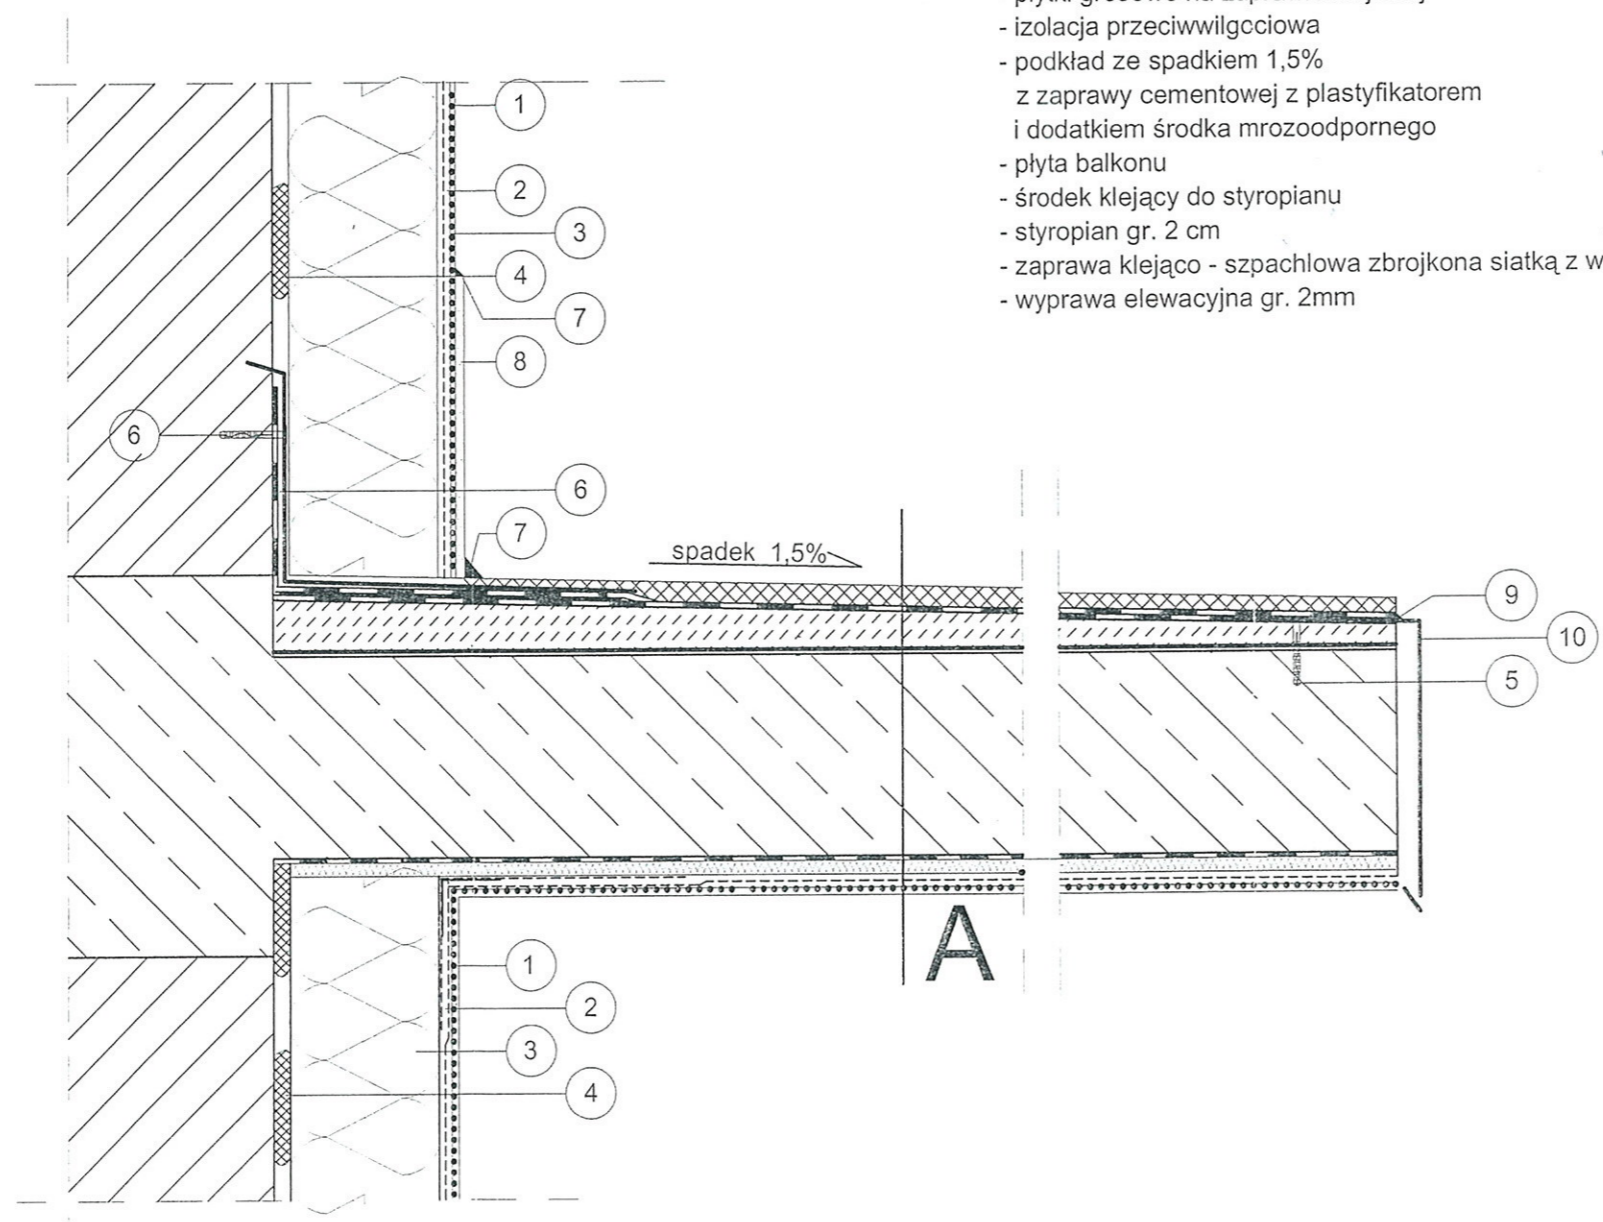 - izolacja przeciwwilgcciowa
- podkład ze spadkiem 1,5%
z zaprawy cementowej z plastyfikatorem
i dodatkiem środka mrozoodpornego
- płyta balkonu
- środek klejący do styropianu
- styropian gr. 2 cm
- zaprawa klejąco - szpachlowa zbrojkona siatką z w
- wyprawa elewacyjna gr. 2mm
1
2
3
4
7
8
6
6
7
spadek 1,5%
9
10
5
A
1
2
3
4